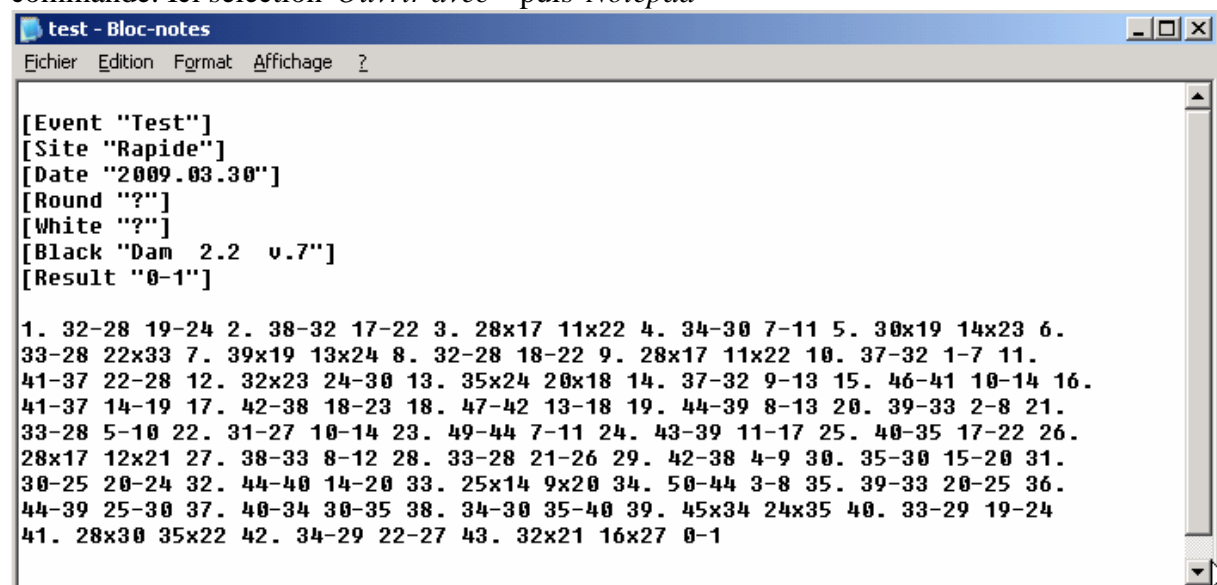 commande. Ici sélection "Ouvrir avec" puis "Notepad"
test - Bloc-notes
Fichier Edition Format Affichage ?
[Event "Test"]
[Site "Rapide"]
[Date "2009.03.30"]
[Round "?"]
[White "?"]
[Black "Dam 2.2 v.7"]
[Result "0-1"]
1. 32-28 19-24 2. 38-32 17-22 3. 28x17 11x22 4. 34-30 7-11 5. 30x19 14x23 6.
33-28 22x33 7. 39x19 13x24 8. 32-28 18-22 9. 28x17 11x22 10. 37-32 1-7 11.
41-37 22-28 12. 32x23 24-30 13. 35x24 20x18 14. 37-32 9-13 15. 46-41 10-14 16.
41-37 14-19 17. 42-38 18-23 18. 47-42 13-18 19. 44-39 8-13 20. 39-33 2-8 21.
33-28 5-10 22. 31-27 10-14 23. 49-44 7-11 24. 43-39 11-17 25. 40-35 17-22 26.
28x17 12x21 27. 38-33 8-12 28. 33-28 21-26 29. 42-38 4-9 30. 35-30 15-20 31.
30-25 20-24 32. 44-40 14-20 33. 25x14 9x20 34. 50-44 3-8 35. 39-33 20-25 36.
44-39 25-30 37. 40-34 30-35 38. 34-30 35-40 39. 45x34 24x35 40. 33-29 19-24
41. 28x30 35x22 42. 34-29 22-27 43. 32x21 16x27 0-1